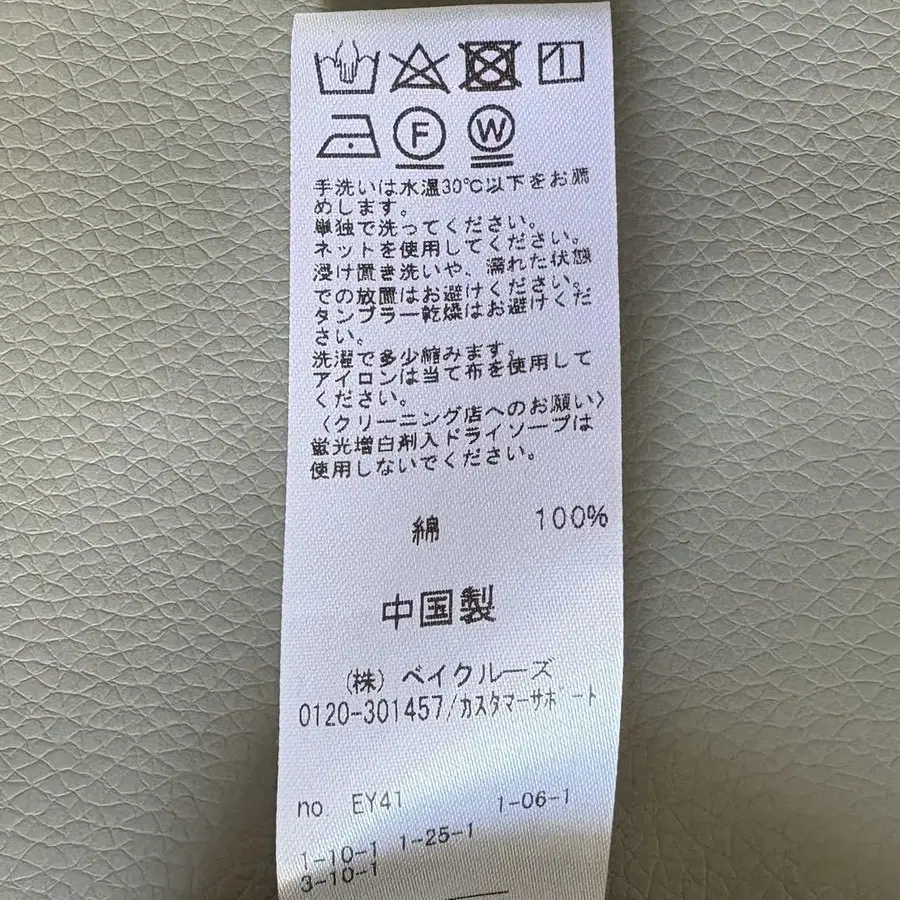 F W
手洗いは水温30℃以下をお薦
めします。
単独で洗ってください。
ネットを使用してください。
浸け置き洗いや、濡れた状態
での放置はお避けください。
タンブラー乾燥はお避けくだ
さい。
洗濯で多少縮みます。
アイロンは当て布を使用して
ください。
〈クリーニング店へのお願い〉
蛍光増白剤入ドライソープは
使用しないでください。
綿 100%
中国製
(株)ベイクルーズ
0120-301457/カスタマーサポート
no. EY41 1-06-1
1-10-1 1-25-1
3-10-1